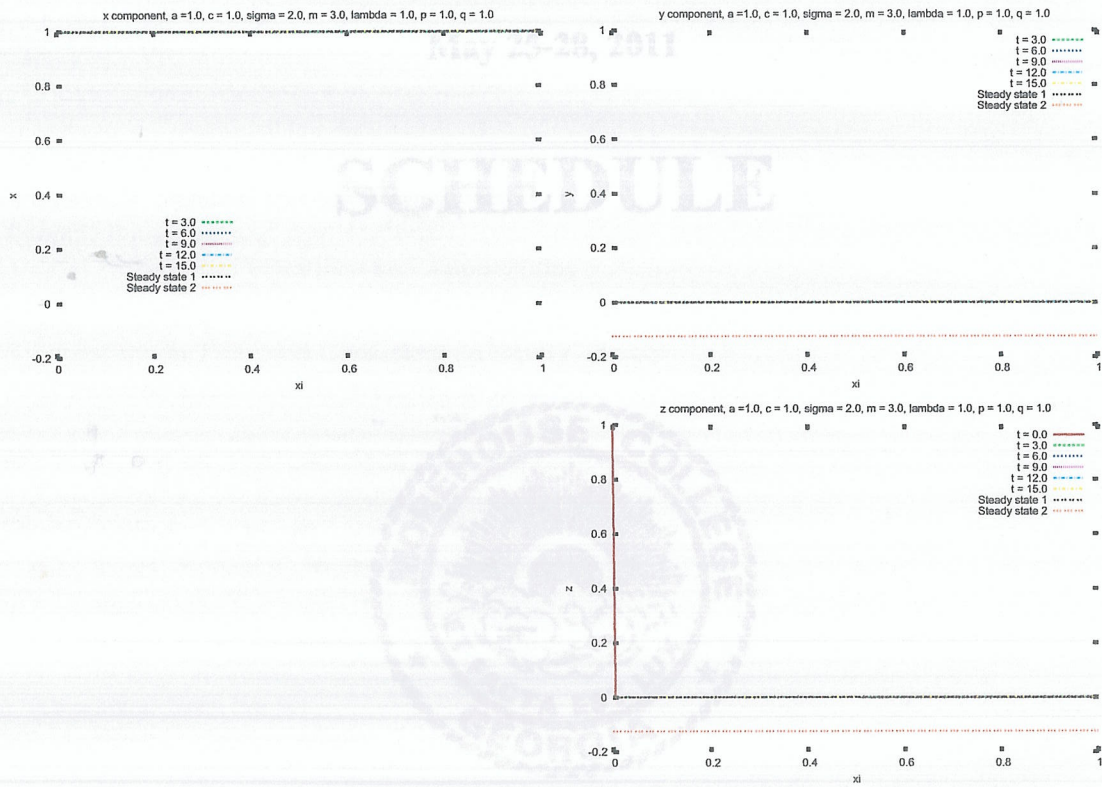 x component, a =1.0, c = 1.0, sigma = 2.0, m = 3.0, lambda = 1.0, p = 1.0, q = 1.0
1
0.8
0.6
x 0.4
0.2
0
-0.2
t = 3.0
t = 6.0
t = 9.0
t = 12.0
t = 15.0
Steady state 1
Steady state 2
0 0.2 0.4 0.6 0.8 1
xi
y component, a =1.0, c = 1.0, sigma = 2.0, m = 3.0, lambda = 1.0, p = 1.0, q = 1.0
1
0.8
0.6
y 0.4
0.2
0
-0.2
t = 3.0
t = 6.0
t = 9.0
t = 12.0
t = 15.0
Steady state 1
Steady state 2
0 0.2 0.4 0.6 0.8 1
xi
z component, a =1.0, c = 1.0, sigma = 2.0, m = 3.0, lambda = 1.0, p = 1.0, q = 1.0
1
0.8
0.6
z 0.4
0.2
0
-0.2
t = 0.0
t = 3.0
t = 6.0
t = 9.0
t = 12.0
t = 15.0
Steady state 1
Steady state 2
0 0.2 0.4 0.6 0.8 1
xi
May 25-28, 2011
SCHEDULE
COLLEGE
GEORGIA